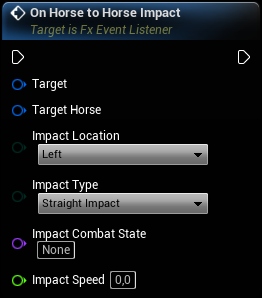 On Horse to Horse Impact
Target is Fx Event Listener
Target
Target Horse
Impact Location
Left
Impact Type
Straight Impact
Impact Combat State
None
Impact Speed 0,0